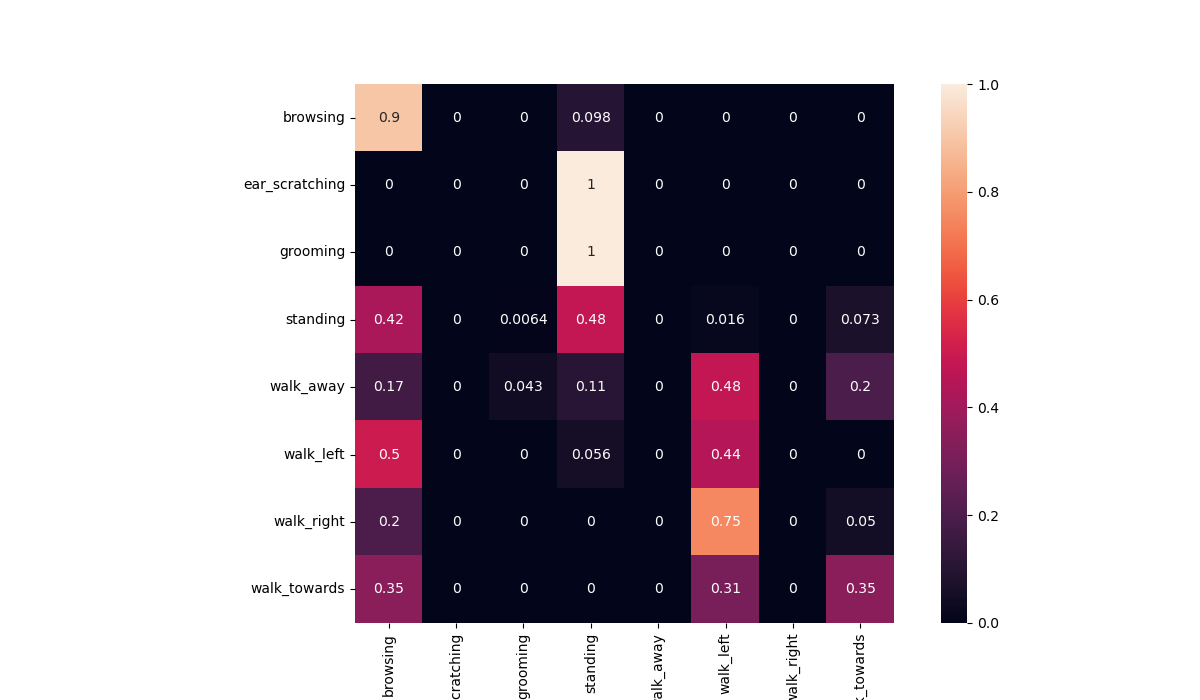 browsing 0.9 0 0 0.098 0 0 0 0
ear_scratching 0 0 0 1 0 0 0 0
grooming 0 0 0 1 0 0 0 0
standing 0.42 0 0.0064 0.48 0 0.016 0 0.073
walk_away 0.17 0 0.043 0.11 0 0.48 0 0.2
walk_left 0.5 0 0 0.056 0 0.44 0 0
walk_right 0.2 0 0 0 0 0.75 0 0.05
walk_towards 0.35 0 0 0 0 0.31 0 0.35
browsing
cratching
grooming
standing
alk_away
walk_left
walk_right
k_towards
1.0
0.8
0.6
0.4
0.2
0.0